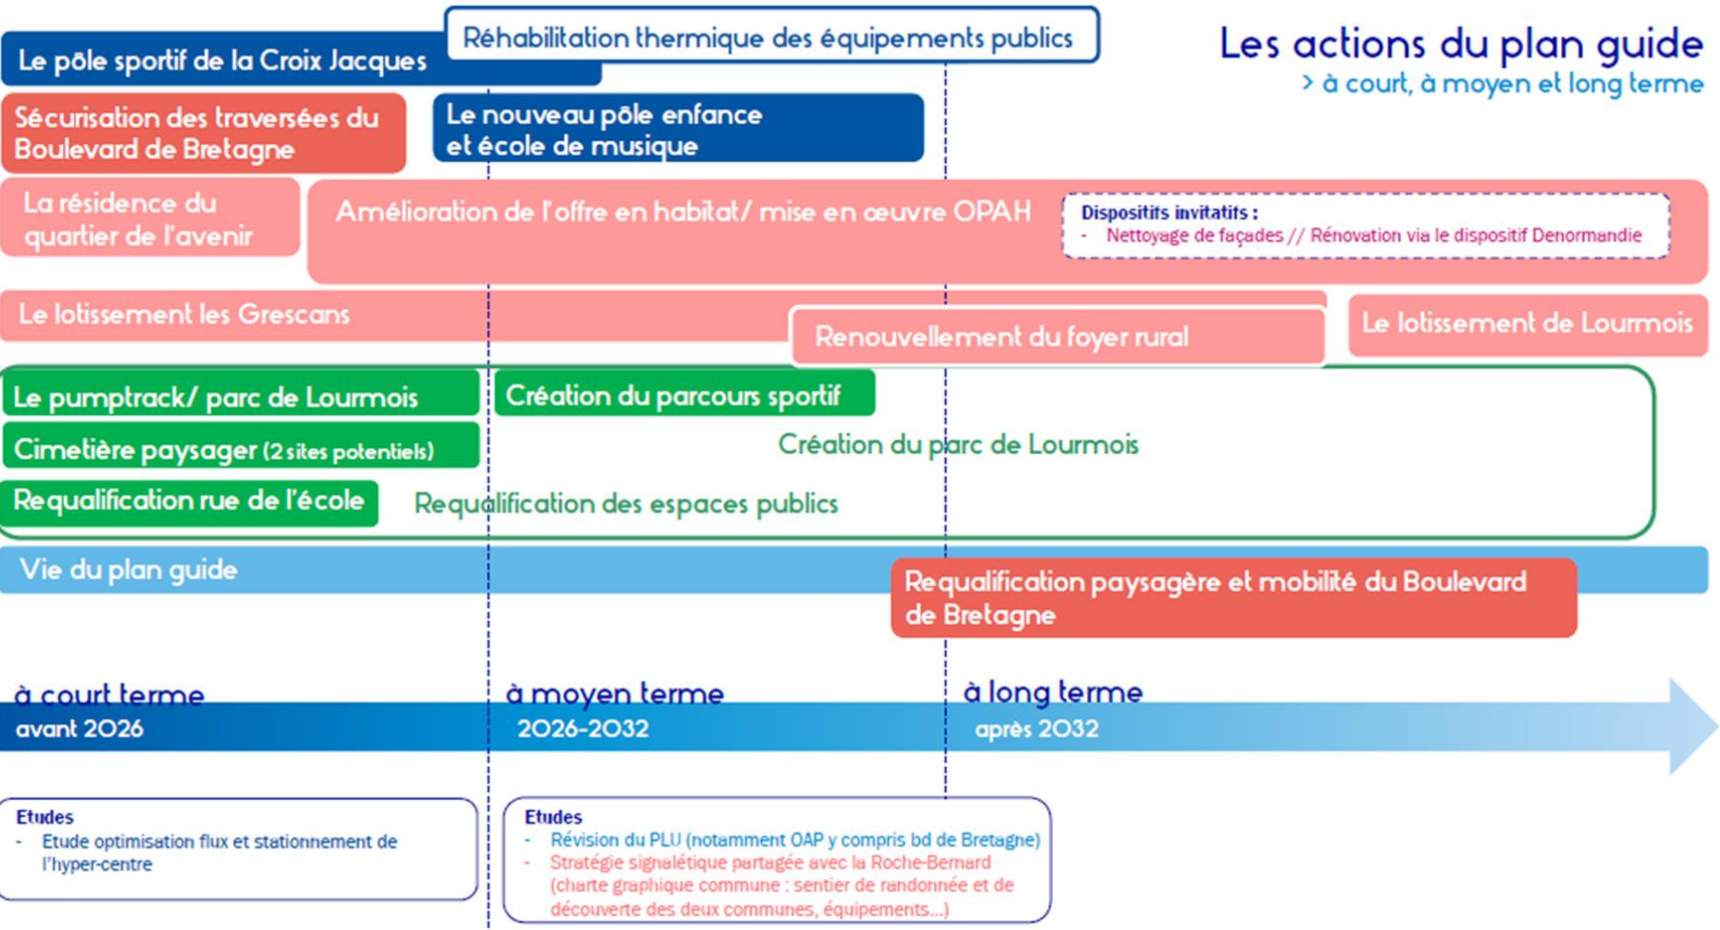 Les actions du plan guide
> à court, à moyen et long terme
Réhabilitation thermique des équipements publics
Le pôle sportif de la Croix Jacques
Sécurisation des traversées du
Boulevard de Bretagne
Le nouveau pôle enfance
et école de musique
La résidence du
quartier de l'avenir
Amélioration de l'offre en habitat/ mise en œuvre OPAH
Dispositifs invitatifs :
- Nettoyage de façades // Rénovation via le dispositif Denormandie
Le lotissement les Grescans
Renouvellement du foyer rural
Le lotissement de Lourmois
Le pumptrack/ parc de Lourmois
Création du parcours sportif
Cimetière paysager (2 sites potentiels)
Création du parc de Lourmois
Requalification rue de l'école
Requalification des espaces publics
Vie du plan guide
Requalification paysagère et mobilité du Boulevard
de Bretagne
à court terme
avant 2026
à moyen terme
2026-2032
à long terme
après 2032
Etudes
- Etude optimisation flux et stationnement de
l'hyper-centre
Etudes
- Révision du PLU (notamment OAP y compris bd de Bretagne)
- Stratégie signalétique partagée avec la Roche-Bernard
(charte graphique commune : sentier de randonnée et de
découverte des deux communes, équipements...)